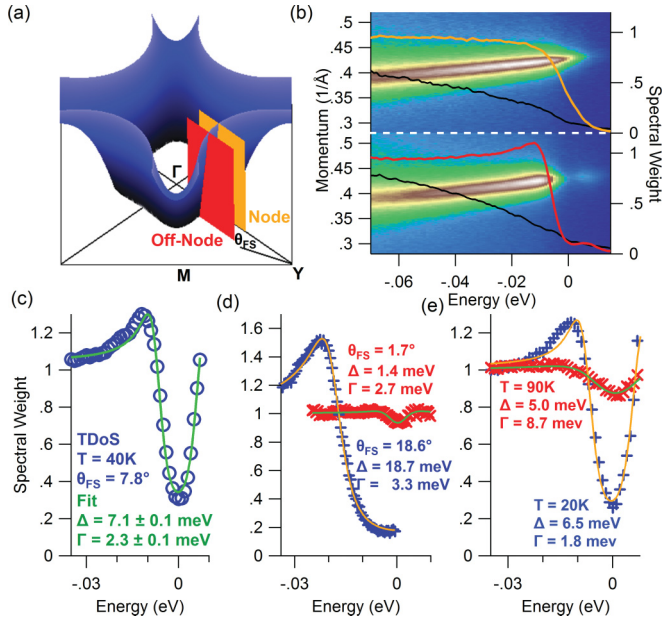 (a)
Γ
Node
Off-Node
θFS
M
Y
(b)
Momentum (1/Å)
.5
.45
.4
.35
.3
.5
.45
.4
.35
.3
1
.5
0
1
.5
0
Spectral Weight
-.06
-.04
-.02
0
Energy (eV)
(c)
Spectral Weight
1.2
1
.8
.6
.4
.2
0
TDoS
T = 40K
θFS = 7.8°
Fit
Δ = 7.1 ± 0.1 meV
Γ = 2.3 ± 0.1 meV
-.03
0
Energy (eV)
(d)
1.6
1.4
1.2
1
.8
.6
.4
.2
0
θFS = 1.7°
Δ = 1.4 meV
Γ = 2.7 meV
θFS = 18.6°
Δ = 18.7 meV
Γ = 3.3 meV
-.03
0
Energy (eV)
(e)
1.2
1
.8
.6
.4
.2
0
T = 90K
Δ = 5.0 meV
Γ = 8.7 mev
T = 20K
Δ = 6.5 meV
Γ = 1.8 mev
-.03
0
Energy (eV)